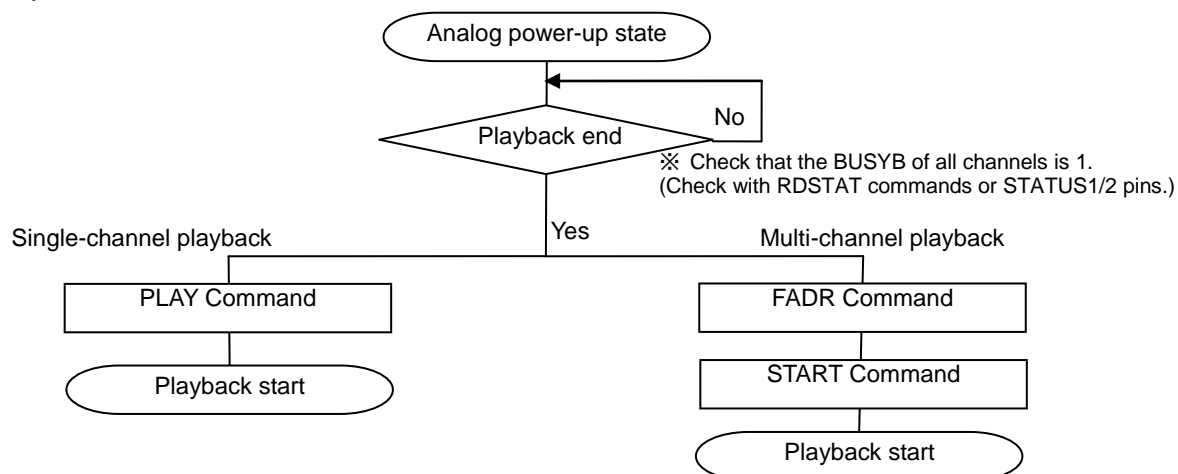 Analog power-up state
No
Playback end
※ Check that the BUSYB of all channels is 1.
(Check with RDSTAT commands or STATUS1/2 pins.)
Yes
Single-channel playback
Multi-channel playback
PLAY Command
FADR Command
Playback start
START Command
Playback start